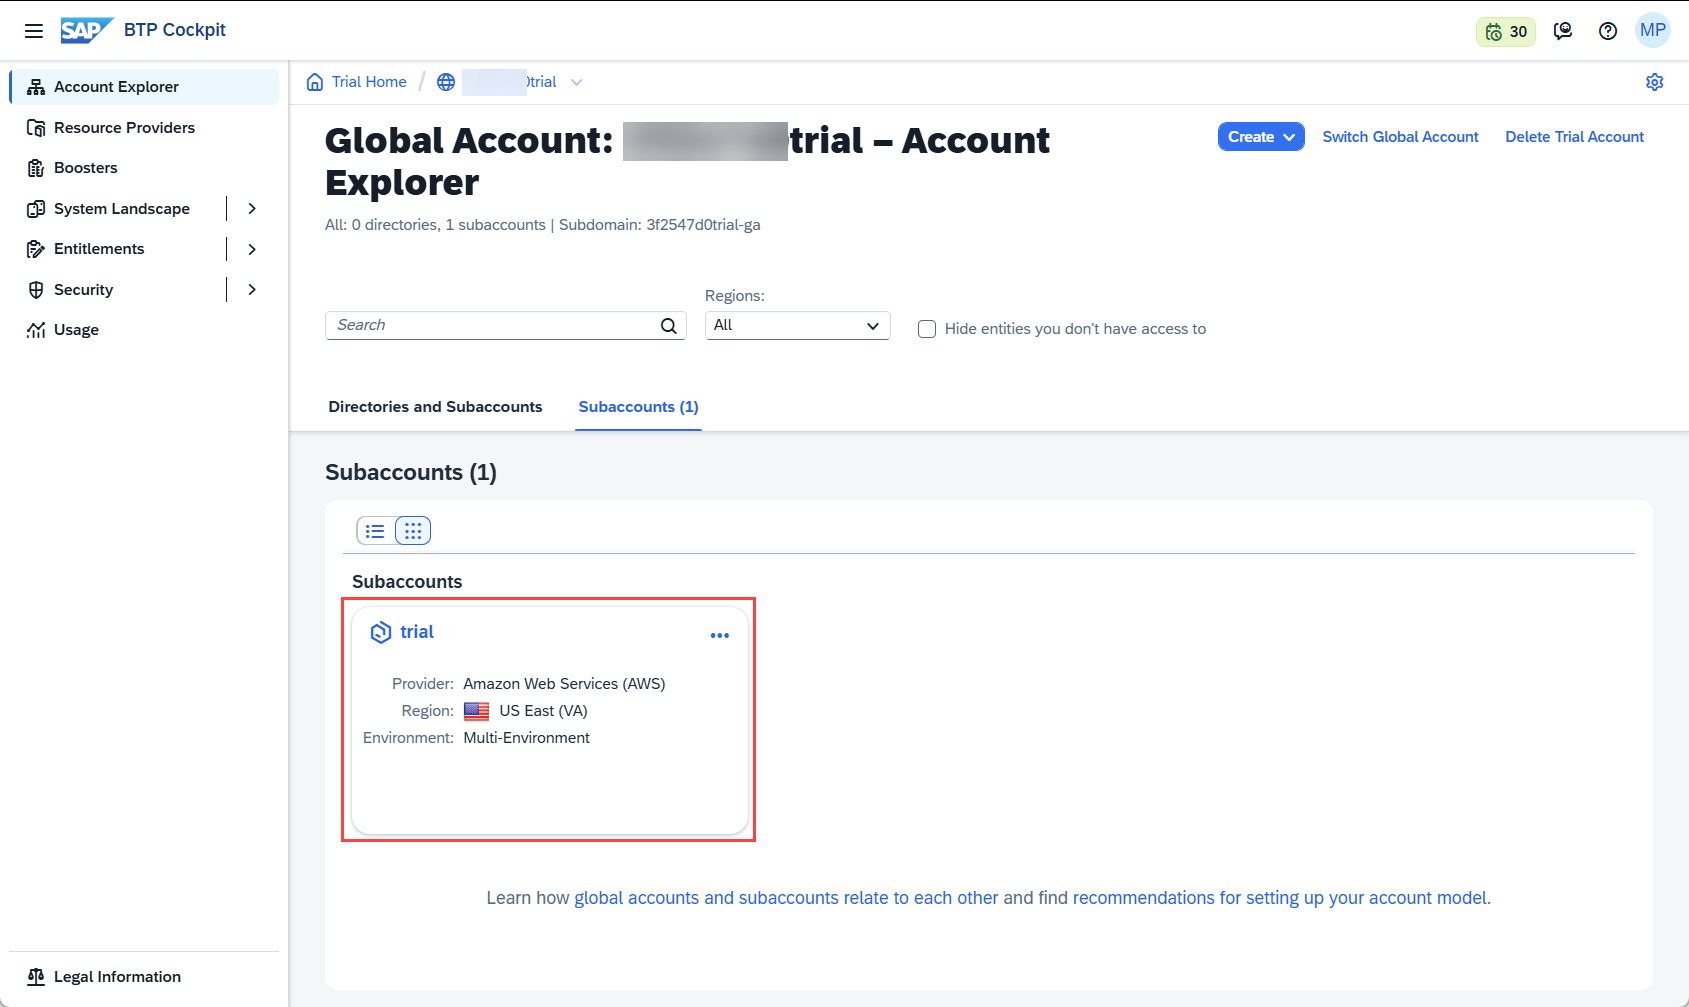 SAP BTP Cockpit
30
MP
Account Explorer
Resource Providers
Boosters
System Landscape
Entitlements
Security
Usage
Legal Information
Trial Home / trial
Global Account: trial – Account
Explorer
Create
Switch Global Account
Delete Trial Account
All: 0 directories, 1 subaccounts | Subdomain: 3f2547d0trial-ga
Regions:
Search
All
Hide entities you don't have access to
Directories and Subaccounts
Subaccounts (1)
Subaccounts (1)
Subaccounts
trial
Provider: Amazon Web Services (AWS)
Region: US East (VA)
Environment: Multi-Environment
Learn how global accounts and subaccounts relate to each other and find recommendations for setting up your account model.